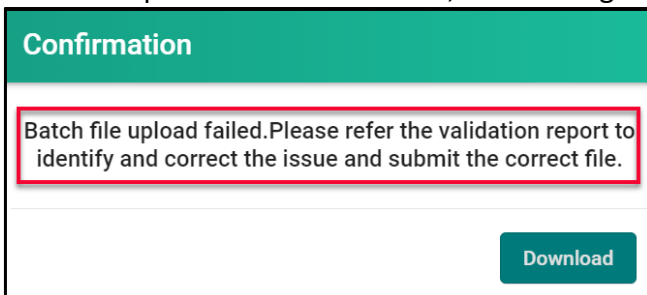 Confirmation
Batch file upload failed.Please refer the validation report to
identify and correct the issue and submit the correct file.
Download